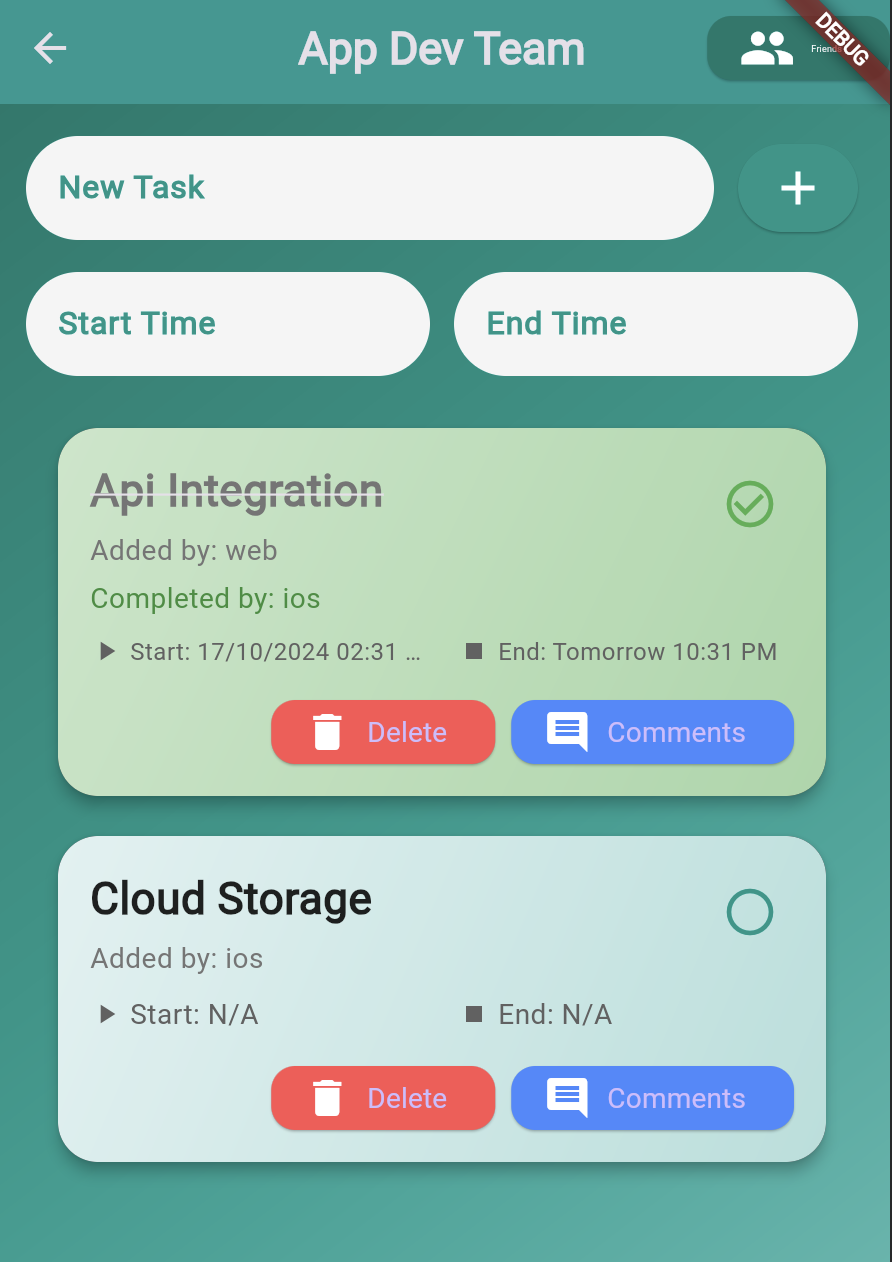 App Dev Team
DEBUG
New Task
Start Time
End Time
Api Integration
Added by: web
Completed by: ios
Start: 17/10/2024 02:31 ...
End: Tomorrow 10:31 PM
Delete
Comments
Cloud Storage
Added by: ios
Start: N/A
End: N/A
Delete
Comments